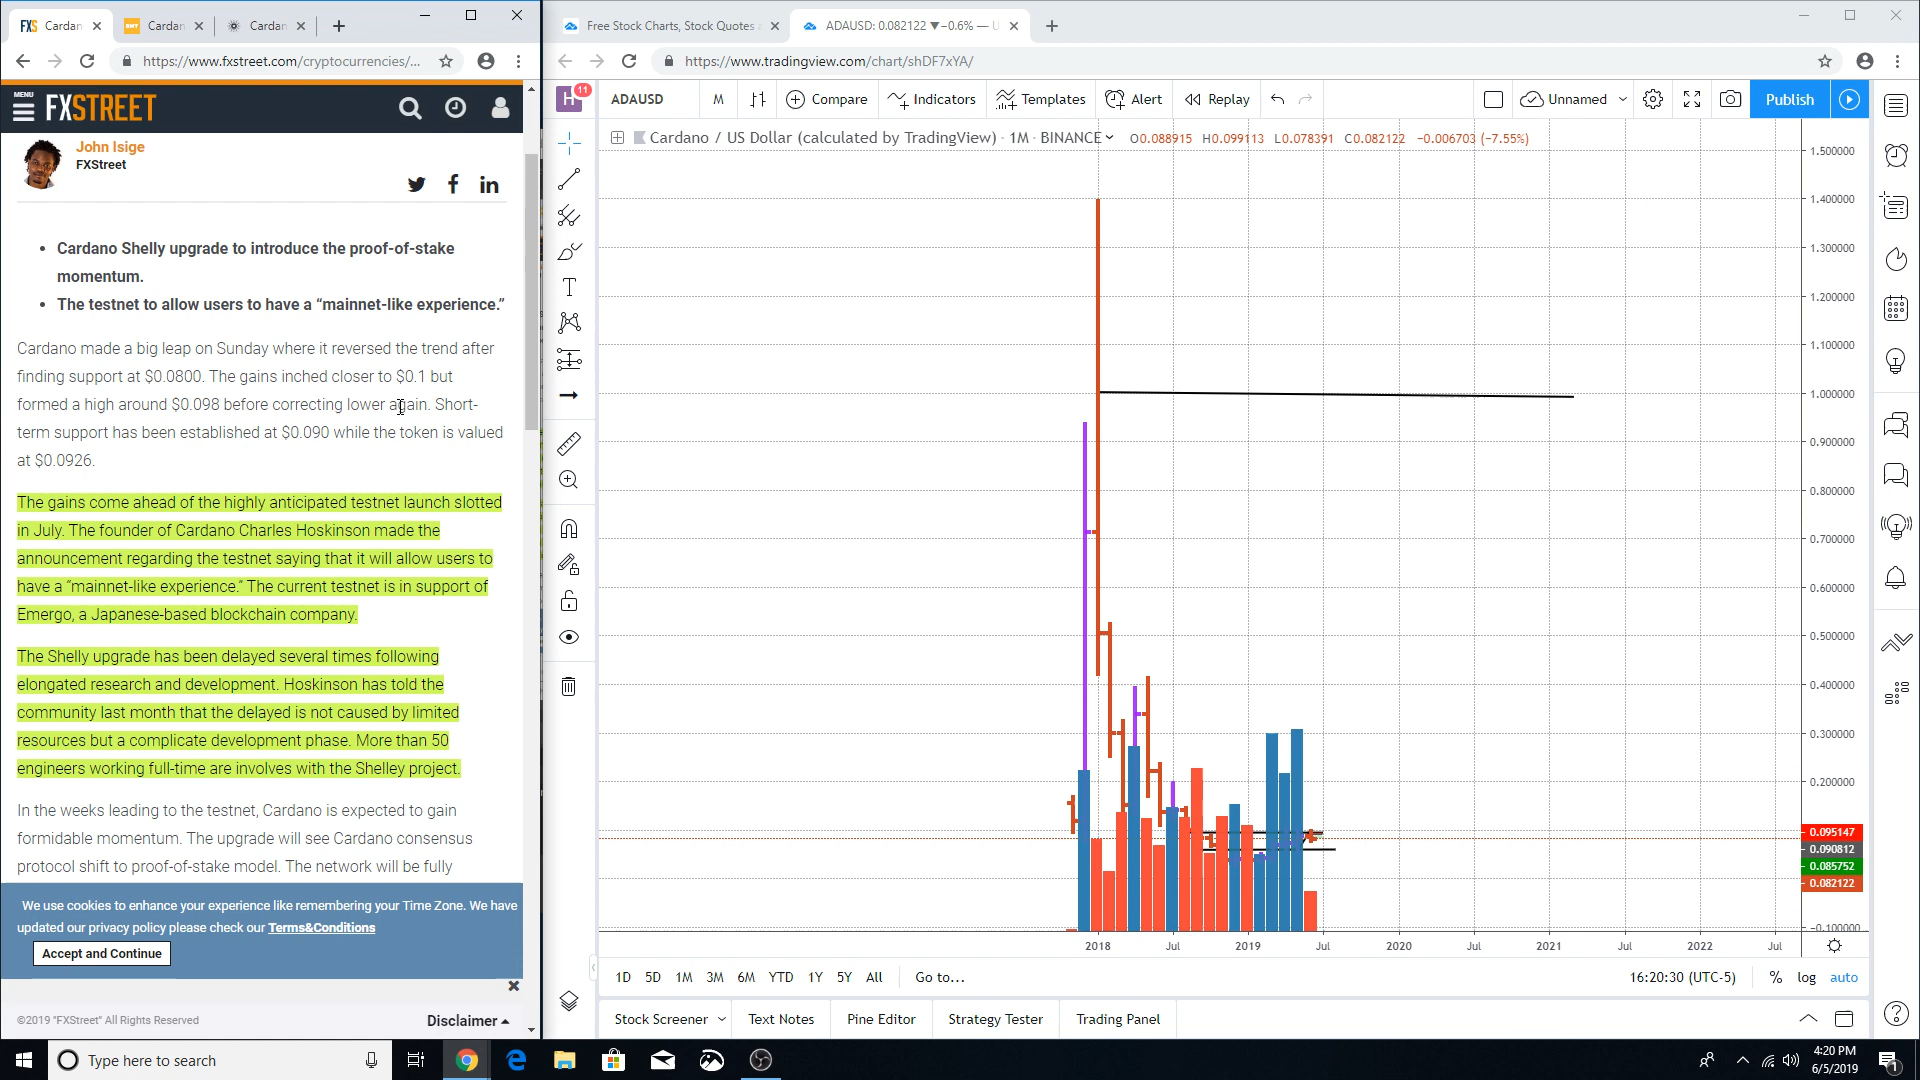 FXS Cardan
Cardan
Cardan
https://www.fxstreet.com/cryptocurrencies/...
MENU
FXSTREET
John Isige
FXStreet
• Cardano Shelly upgrade to introduce the proof-of-stake
momentum.
• The testnet to allow users to have a “mainnet-like experience.”
Cardano made a big leap on Sunday where it reversed the trend after
finding support at $0.0800. The gains inched closer to $0.1 but
formed a high around $0.098 before correcting lower again. Short-
term support has been established at $0.090 while the token is valued
at $0.0926.
The gains come ahead of the highly anticipated testnet launch slotted
in July. The founder of Cardano Charles Hoskinson made the
announcement regarding the testnet saying that it will allow users to
have a “mainnet-like experience.” The current testnet is in support of
Emergo, a Japanese-based blockchain company.
The Shelly upgrade has been delayed several times following
elongated research and development. Hoskinson has told the
community last month that the delayed is not caused by limited
resources but a complicate development phase. More than 50
engineers working full-time are involves with the Shelley project.
In the weeks leading to the testnet, Cardano is expected to gain
formidable momentum. The upgrade will see Cardano consensus
protocol shift to proof-of-stake model. The network will be fully
We use cookies to enhance your experience like remembering your Time Zone. We have
updated our privacy policy please check our Terms&Conditions
Accept and Continue
©2019 "FXStreet" All Rights Reserved
Disclaimer
Free Stock Charts, Stock Quotes a
ADAUSD: 0.082122 ▼−0.6% — U
https://www.tradingview.com/chart/shDF7xYA/
H 11
ADAUSD M Compare Indicators Templates Alert Replay Unnamed Publish
Cardano / US Dollar (calculated by TradingView) · 1M · BINANCE O0.088915 H0.099113 L0.078391 C0.082122 −0.006703 (−7.55%)
1.500000
1.400000
1.300000
1.200000
1.100000
1.000000
0.900000
0.800000
0.700000
0.600000
0.500000
0.400000
0.300000
0.200000
0.095147
0.090812
0.085752
0.082122
−0.100000
2018 Jul 2019 Jul 2020 Jul 2021 Jul 2022 Jul
1D 5D 1M 3M 6M YTD 1Y 5Y All Go to... 16:20:30 (UTC-5) % log auto
Stock Screener Text Notes Pine Editor Strategy Tester Trading Panel
Type here to search
4:20 PM
6/5/2019
1